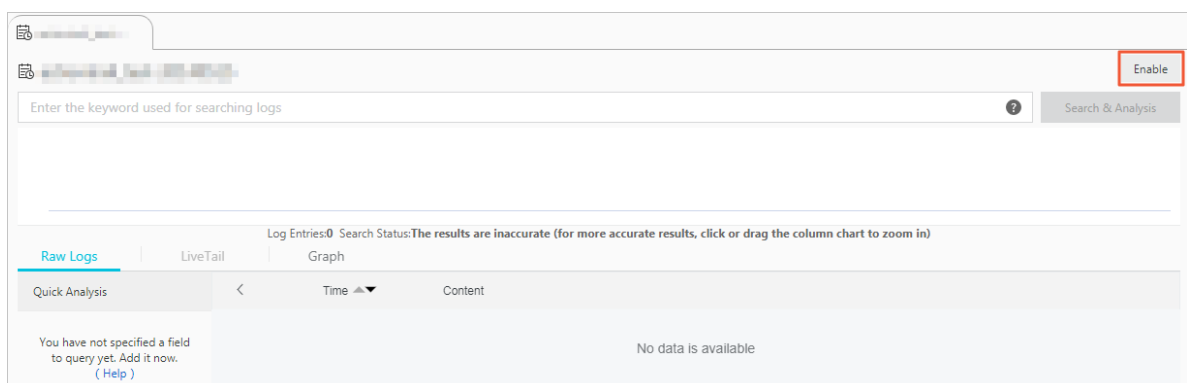 Enable
Enter the keyword used for searching logs ?
Search & Analysis
Log Entries:0 Search Status:The results are inaccurate (for more accurate results, click or drag the column chart to zoom in)
Raw Logs LiveTail Graph
Quick Analysis < Time Content
You have not specified a field
to query yet. Add it now.
( Help )
No data is available